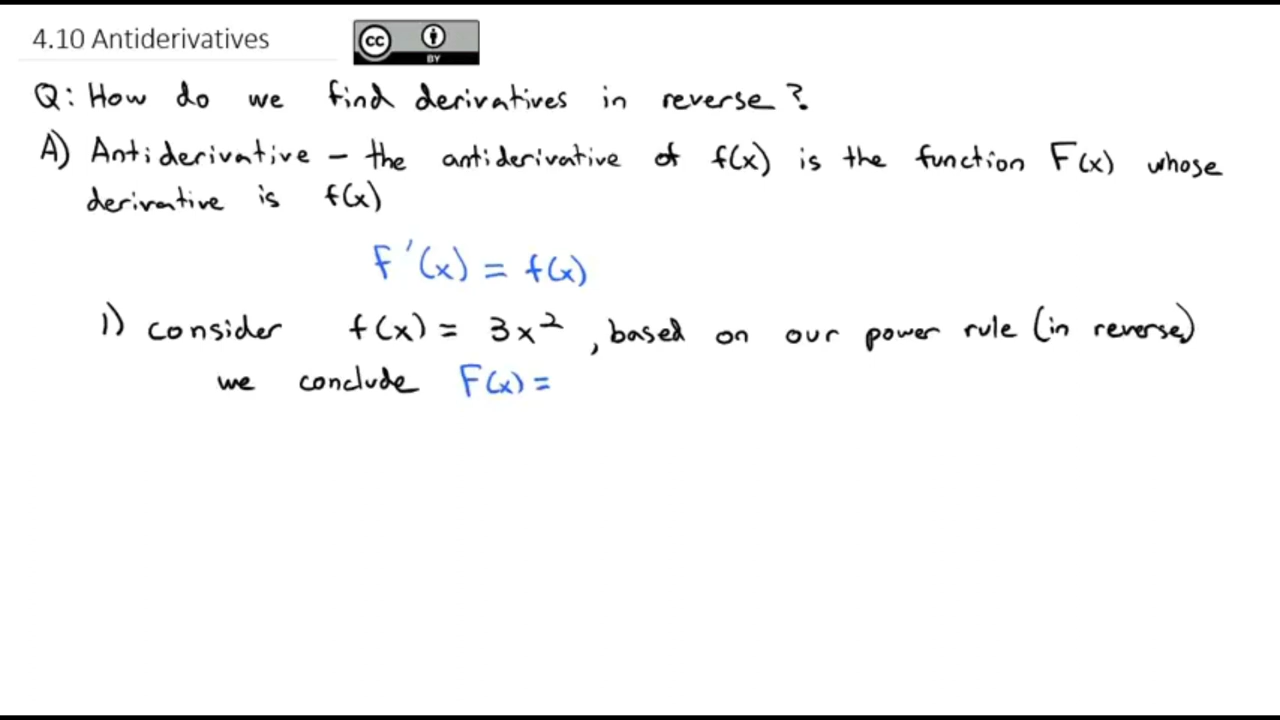 4.10 Antiderivatives
cc BY
Q: How do we find derivatives in reverse?
A) Antiderivative - the antiderivative of f(x) is the function F(x) whose
derivative is f(x)
F'(x) = f(x)
1) consider f(x) = 3x², based on our power rule (in reverse)
we conclude F(x) =